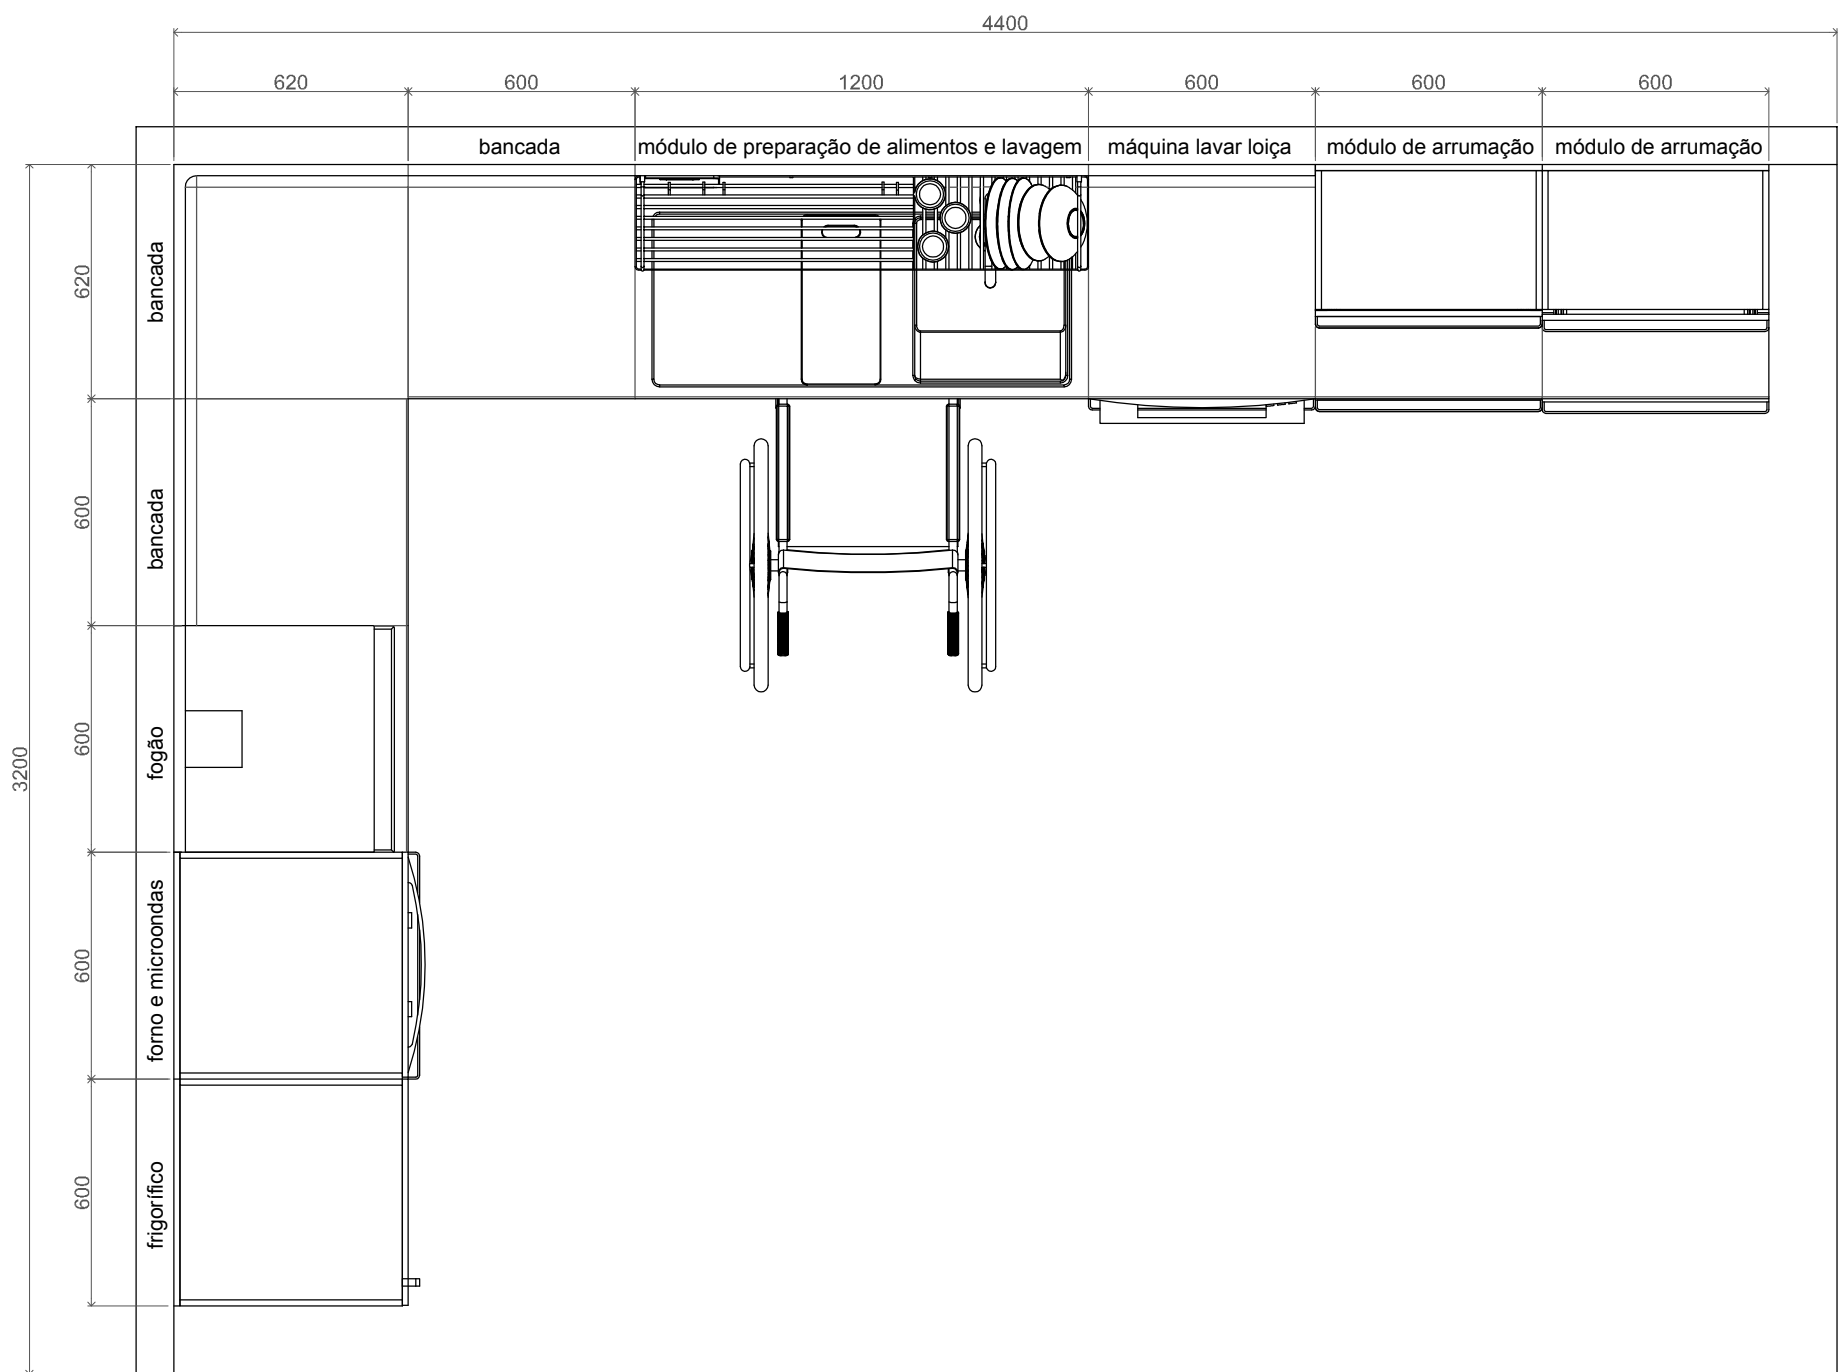 4400
620
600
1200
600
600
600
bancada
módulo de preparação de alimentos e lavagem
máquina lavar loiça
módulo de arrumação
módulo de arrumação
620
bancada
600
bancada
3200
600
fogão
600
forno e microondas
600
frigorífico